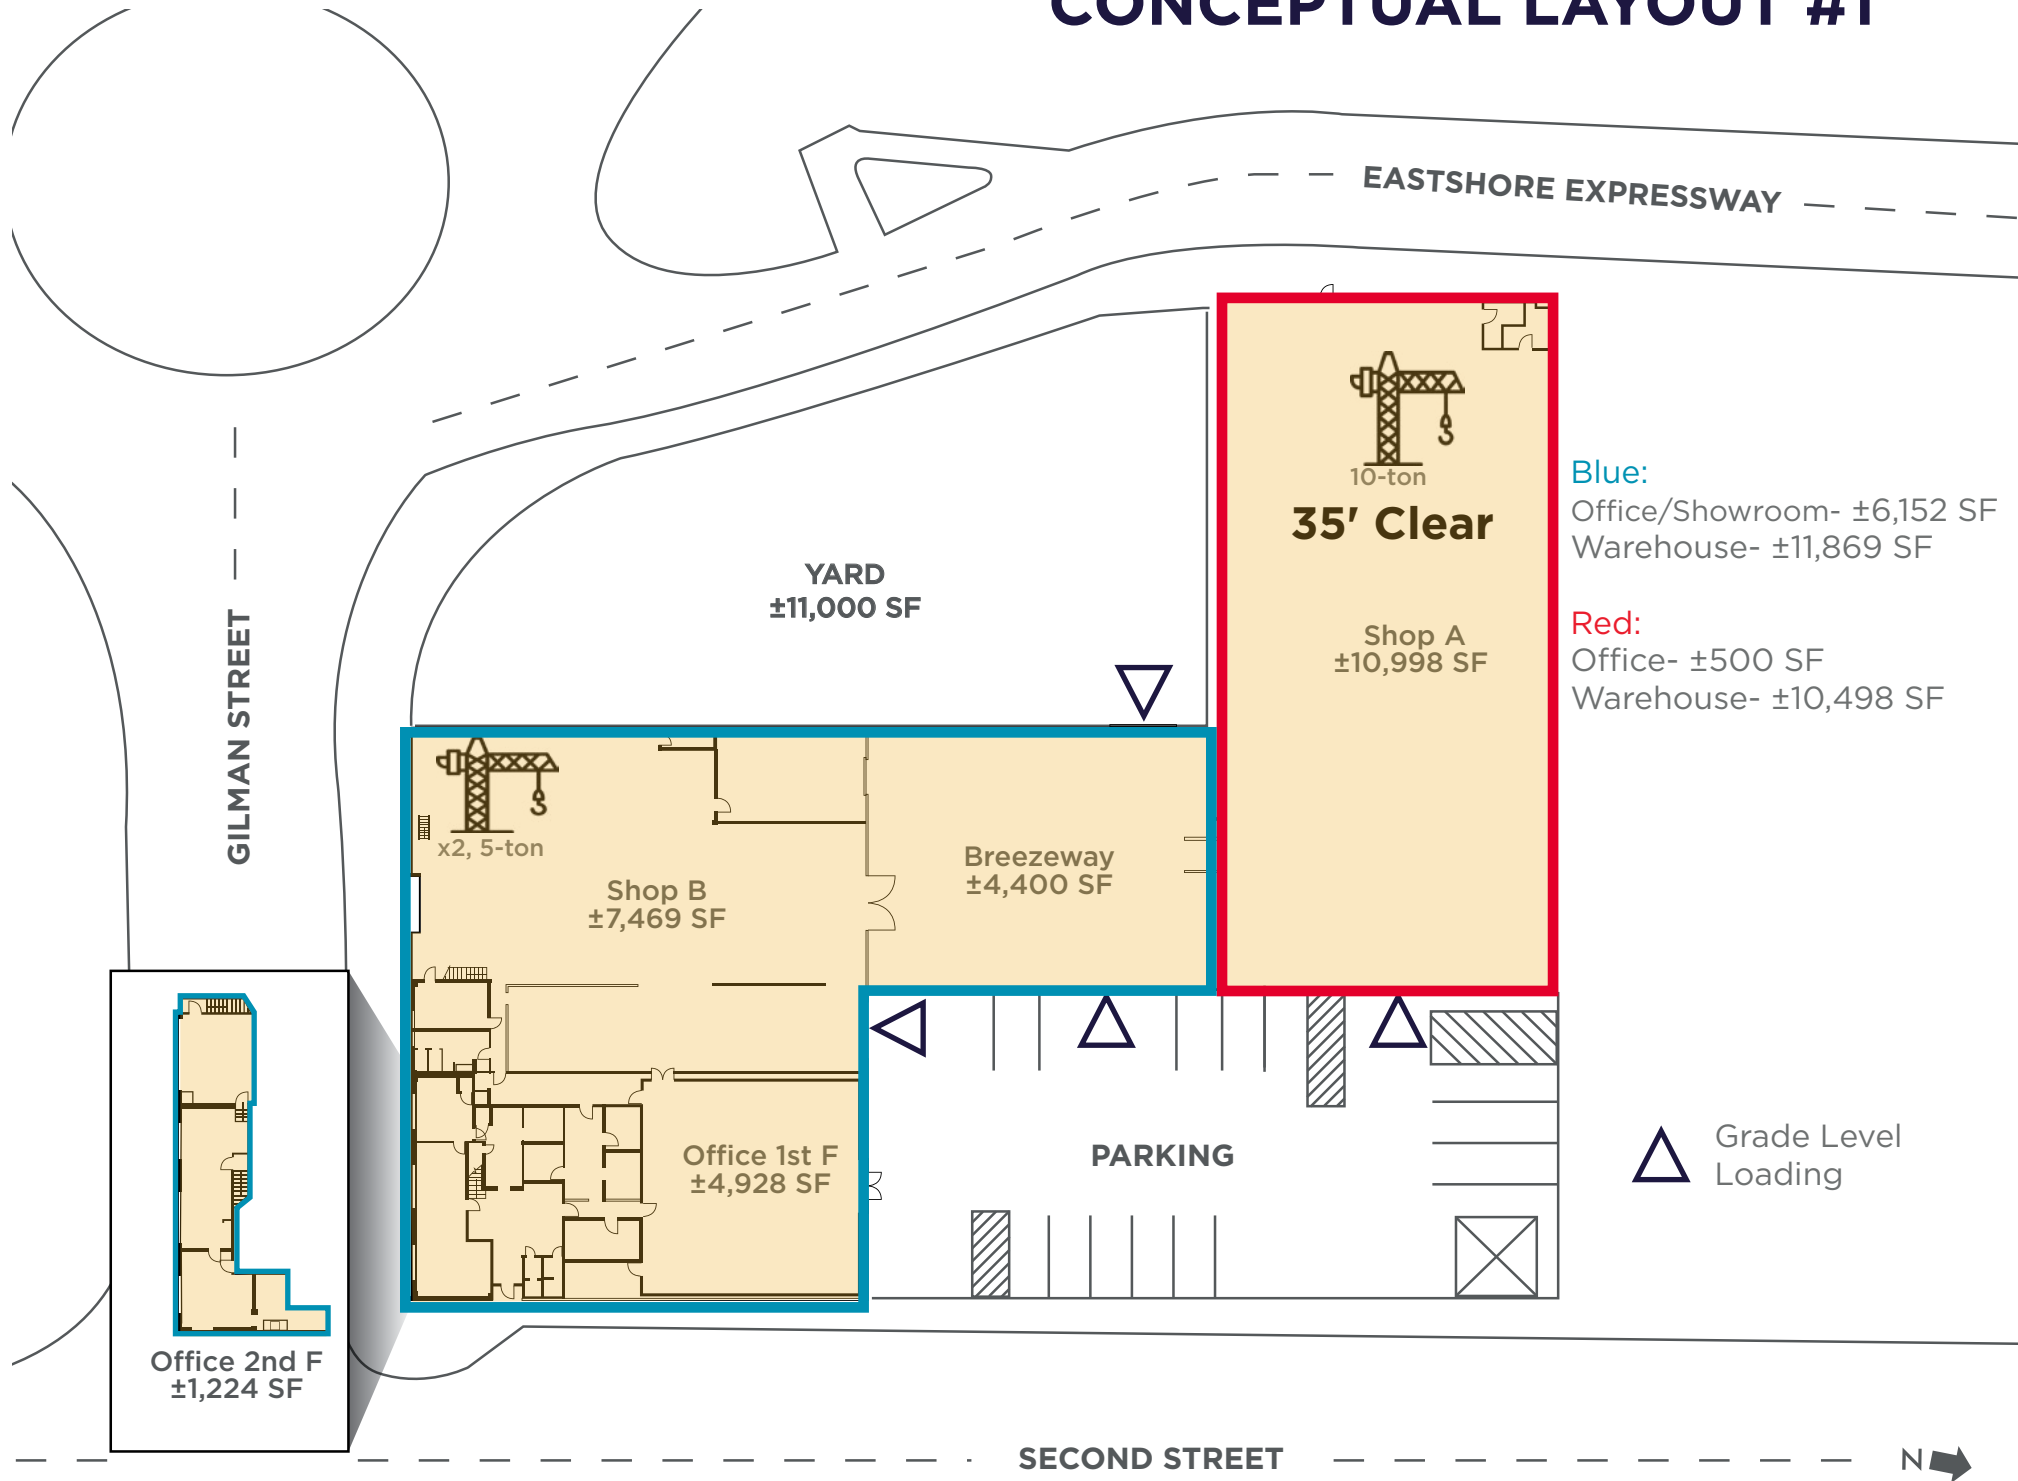 CONCEPTUAL LAYOUT #1
EASTSHORE EXPRESSWAY
10-ton
35' Clear
Shop A
±10,998 SF
Blue:
Office/Showroom- ±6,152 SF
Warehouse- ±11,869 SF
Red:
Office- ±500 SF
Warehouse- ±10,498 SF
YARD
±11,000 SF
GILMAN STREET
x2, 5-ton
Shop B
±7,469 SF
Breezeway
±4,400 SF
Office 1st F
±4,928 SF
PARKING
Grade Level
Loading
Office 2nd F
±1,224 SF
SECOND STREET
N